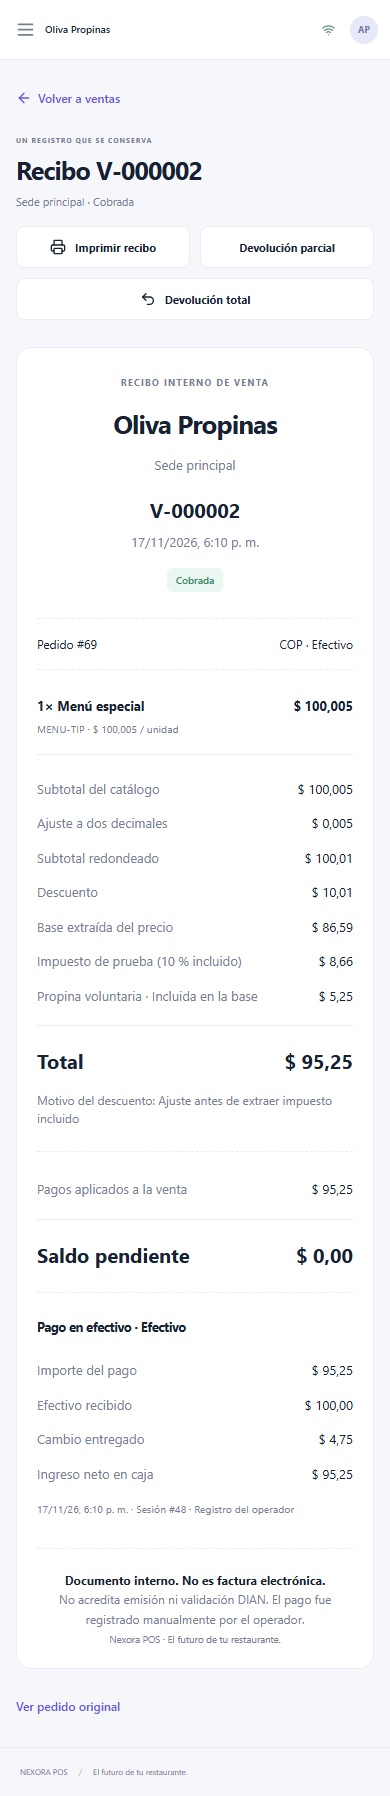 Oliva Propinas
AP
Volver a ventas
UN REGISTRO QUE SE CONSERVA
Recibo V-000002
Sede principal · Cobrada
Imprimir recibo
Devolución parcial
Devolución total
RECIBO INTERNO DE VENTA
Oliva Propinas
Sede principal
V-000002
17/11/2026, 6:10 p. m.
Cobrada
Pedido #69 COP · Efectivo
1× Menú especial $ 100,005
MENU-TIP · $ 100,005 / unidad
Subtotal del catálogo $ 100,005
Ajuste a dos decimales $ 0,005
Subtotal redondeado $ 100,01
Descuento $ 10,01
Base extraída del precio $ 86,59
Impuesto de prueba (10 % incluido) $ 8,66
Propina voluntaria · Incluida en la base $ 5,25
Total $ 95,25
Motivo del descuento: Ajuste antes de extraer impuesto
incluido
Pagos aplicados a la venta $ 95,25
Saldo pendiente $ 0,00
Pago en efectivo · Efectivo
Importe del pago $ 95,25
Efectivo recibido $ 100,00
Cambio entregado $ 4,75
Ingreso neto en caja $ 95,25
17/11/26, 6:10 p. m. · Sesión #48 · Registro del operador
Documento interno. No es factura electrónica.
No acredita emisión ni validación DIAN. El pago fue
registrado manualmente por el operador.
Nexora POS · El futuro de tu restaurante.
Ver pedido original
NEXORA POS / El futuro de tu restaurante.